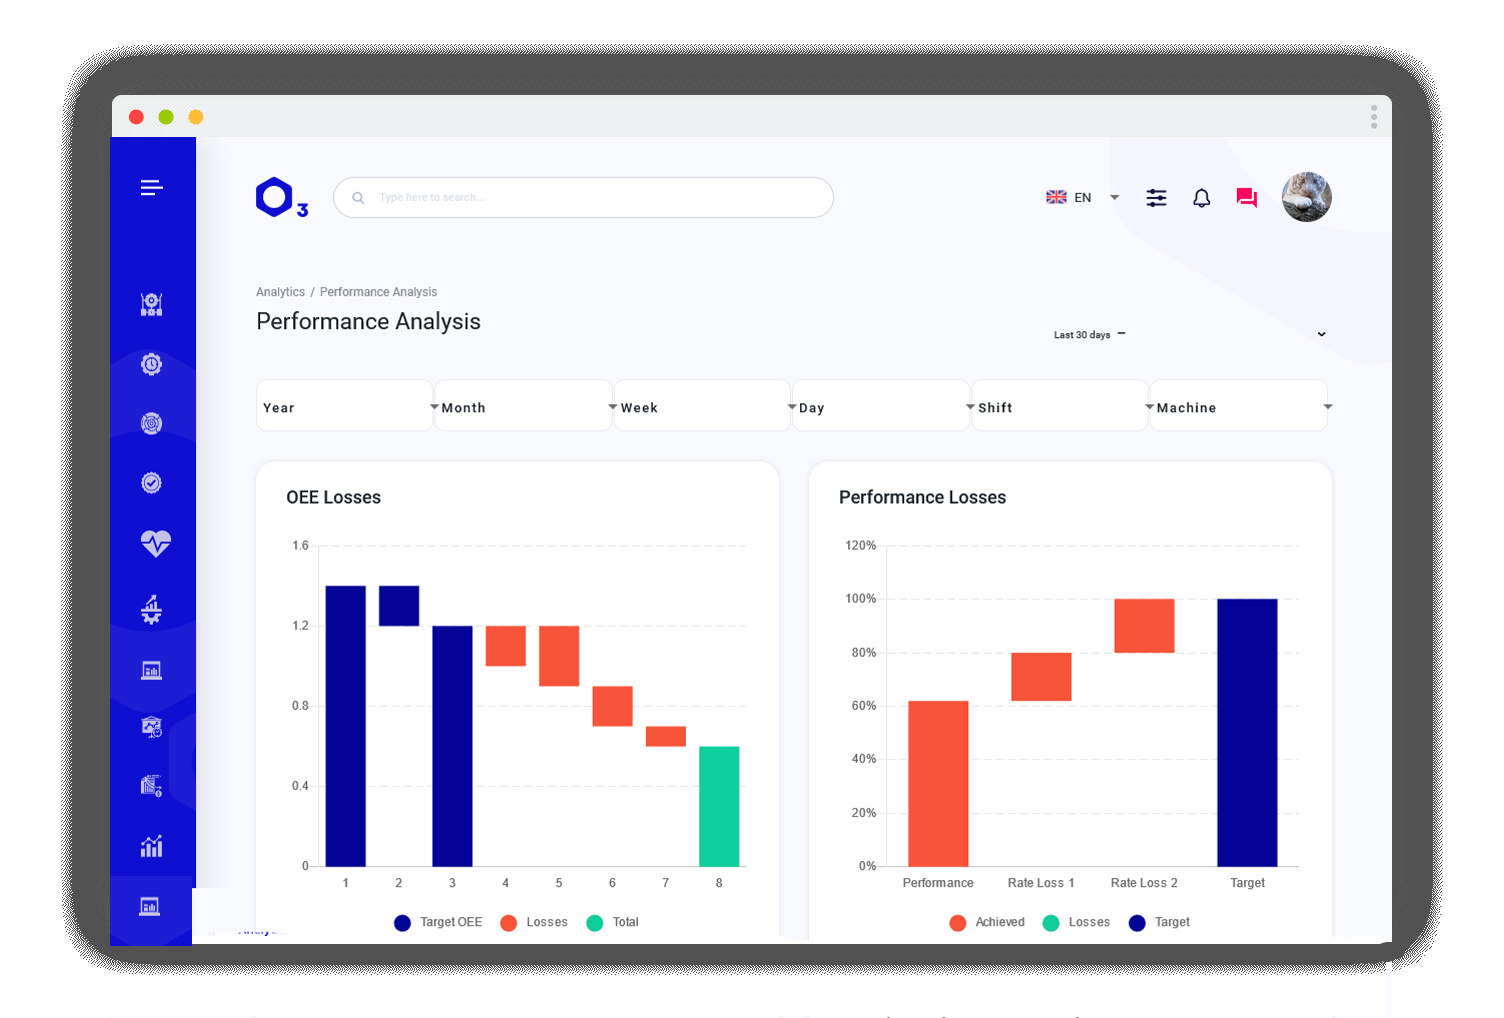 3
Type here to search...
EN
Analytics / Performance Analysis
Performance Analysis
Last 30 days –
Year Month Week Day Shift Machine
OEE Losses
1.6
1.2
0.8
0.4
0
1 2 3 4 5 6 7 8
Target OEE Losses Total
Performance Losses
120%
100%
80%
60%
40%
20%
0%
Performance Rate Loss 1 Rate Loss 2 Target
Achieved Losses Target